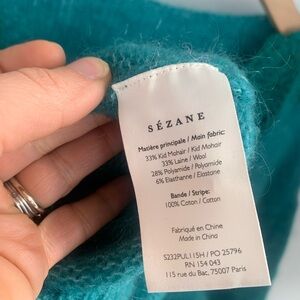 SÉZANE
Matière principale / Main fabric:
33% Kid Mohair / Kid Mohair
33% Laine / Wool
28% Polyamide / Polyamide
6% Elasthanne / Elastane
Bande / Stripe:
100% Coton / Cotton
Fabriqué en Chine
Made in China
S232PUL115H / PO 25796
RN 154 043
115 rue du Bac, 75007 Paris